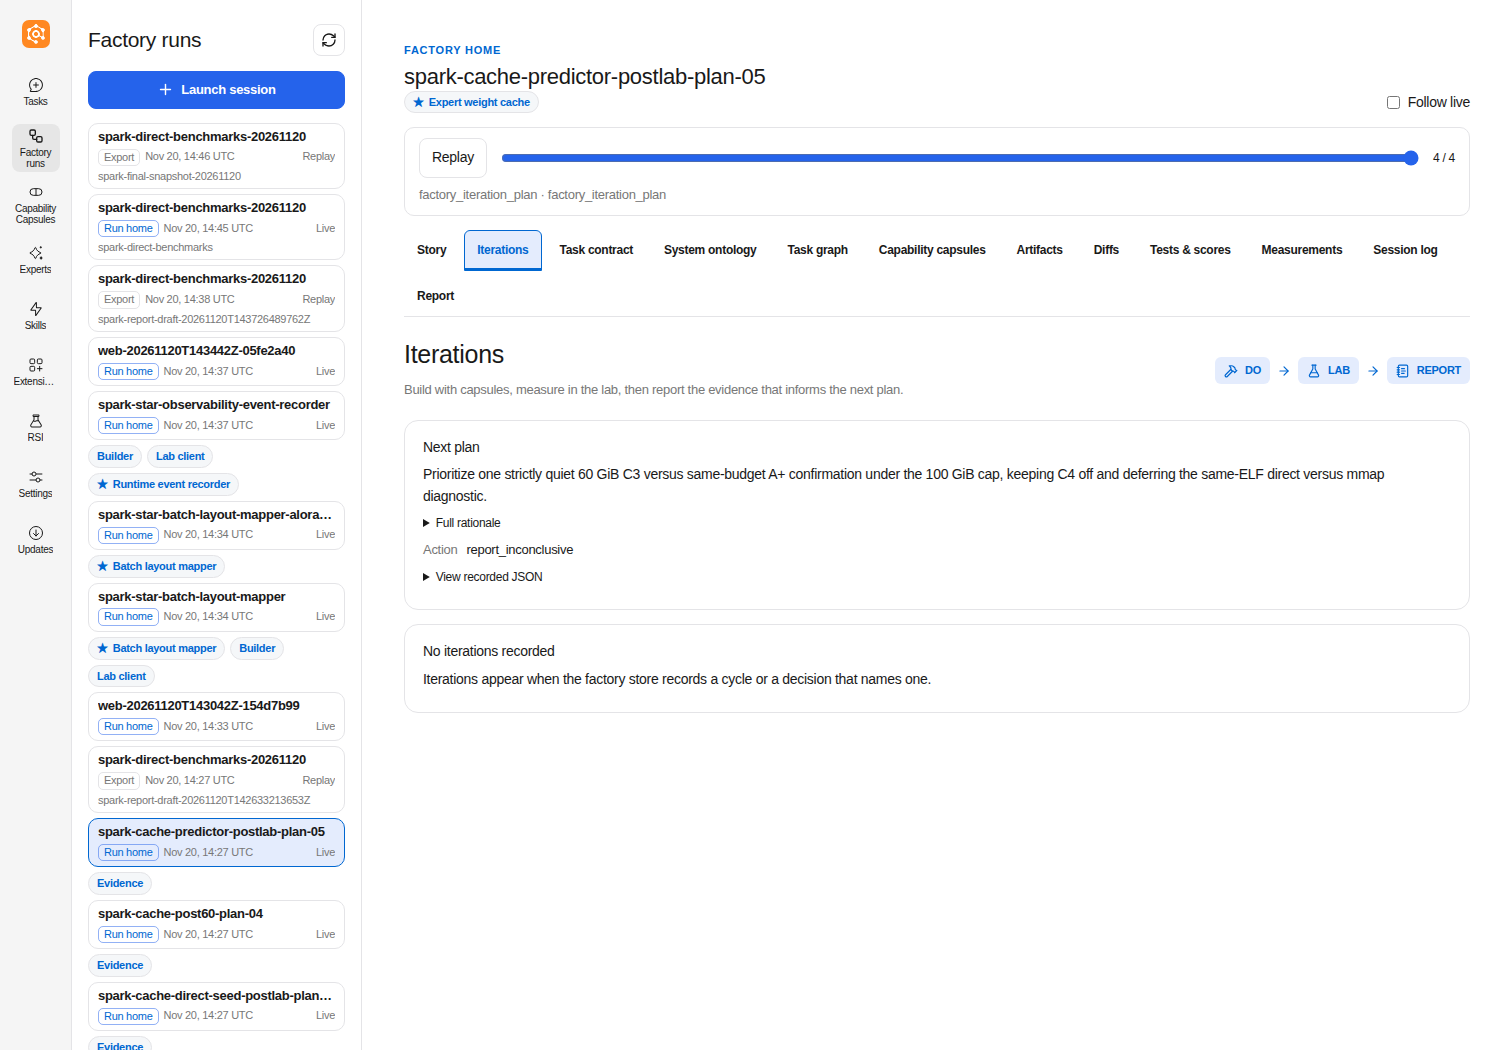 Tasks
Factory
runs
Capability
Capsules
Experts
Skills
Extensi…
RSI
Settings
Updates
Factory runs
Launch session
spark-direct-benchmarks-20261120
Export Nov 20, 14:46 UTC Replay
spark-final-snapshot-20261120
spark-direct-benchmarks-20261120
Run home Nov 20, 14:45 UTC Live
spark-direct-benchmarks
spark-direct-benchmarks-20261120
Export Nov 20, 14:38 UTC Replay
spark-report-draft-20261120T143726489762Z
web-20261120T143442Z-05fe2a40
Run home Nov 20, 14:37 UTC Live
spark-star-observability-event-recorder
Run home Nov 20, 14:37 UTC Live
Builder Lab client
Runtime event recorder
spark-star-batch-layout-mapper-alora…
Run home Nov 20, 14:34 UTC Live
Batch layout mapper
spark-star-batch-layout-mapper
Run home Nov 20, 14:34 UTC Live
Batch layout mapper Builder
Lab client
web-20261120T143042Z-154d7b99
Run home Nov 20, 14:33 UTC Live
spark-direct-benchmarks-20261120
Export Nov 20, 14:27 UTC Replay
spark-report-draft-20261120T142633213653Z
spark-cache-predictor-postlab-plan-05
Run home Nov 20, 14:27 UTC Live
Evidence
spark-cache-post60-plan-04
Run home Nov 20, 14:27 UTC Live
Evidence
spark-cache-direct-seed-postlab-plan…
Run home Nov 20, 14:27 UTC Live
Evidence
FACTORY HOME
spark-cache-predictor-postlab-plan-05
Expert weight cache
Follow live
Replay 4 / 4
factory_iteration_plan · factory_iteration_plan
Story Iterations Task contract System ontology Task graph Capability capsules Artifacts Diffs Tests & scores Measurements Session log
Report
Iterations
Build with capsules, measure in the lab, then report the evidence that informs the next plan.
DO → LAB → REPORT
Next plan
Prioritize one strictly quiet 60 GiB C3 versus same-budget A+ confirmation under the 100 GiB cap, keeping C4 off and deferring the same-ELF direct versus mmap
diagnostic.
Full rationale
Action report_inconclusive
View recorded JSON
No iterations recorded
Iterations appear when the factory store records a cycle or a decision that names one.